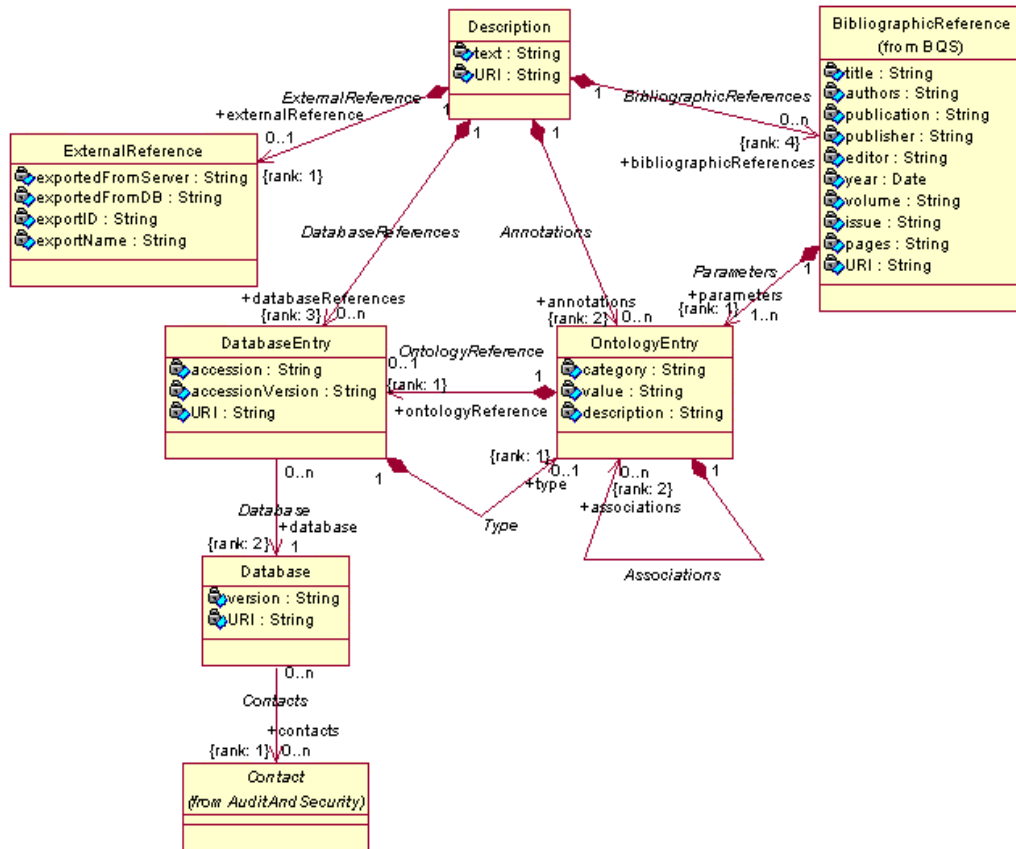 Description
text : String
URI : String
BibliographicReference
(from BQS)
title : String
authors : String
publication : String
publisher : String
editor : String
year : Date
volume : String
issue : String
pages : String
URI : String
ExternalReference
+externalReference
1
0..1
{rank: 1}
1
BibliographicReferences
0..n
{rank: 4}
+bibliographicReferences
1
1
ExternalReference
exportedFromServer : String
exportedFromDB : String
exportID : String
exportName : String
DatabaseReferences
+databaseReferences
{rank: 3}
0..n
Annotations
+annotations
{rank: 2}
0..n
1
Parameters
+parameters
{rank: 1}
1..n
DatabaseEntry
accession : String
accessionVersion : String
URI : String
OntologyReference
0..1
1
{rank: 1}
+ontologyReference
OntologyEntry
category : String
value : String
description : String
0..n
1
{rank: 1}
0..1
+type
Type
0..n
{rank: 2}
+associations
1
Associations
Database
+database
{rank: 2}
1
Database
version : String
URI : String
0..n
Contacts
+contacts
{rank: 1}
0..n
Contact
(from AuditAndSecurity)